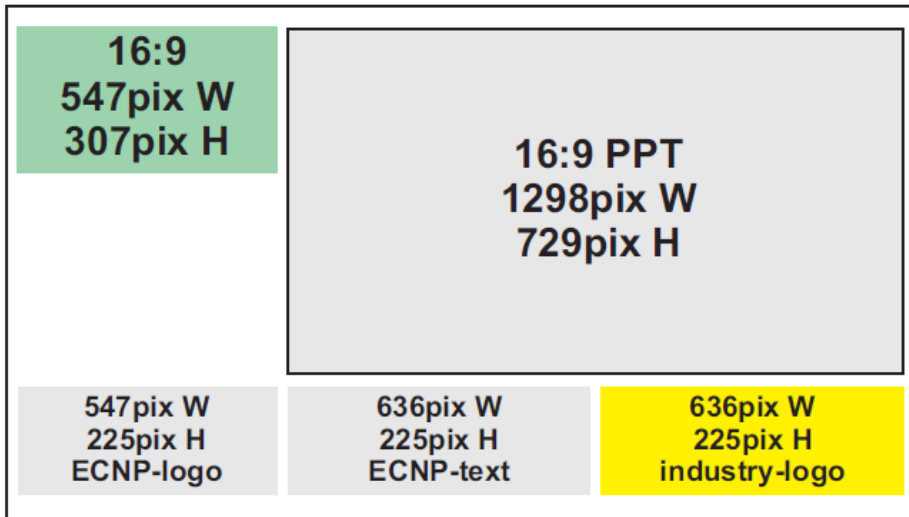 16:9
547pix W
307pix H
16:9 PPT
1298pix W
729pix H
547pix W
225pix H
ECNP-logo
636pix W
225pix H
ECNP-text
636pix W
225pix H
industry-logo